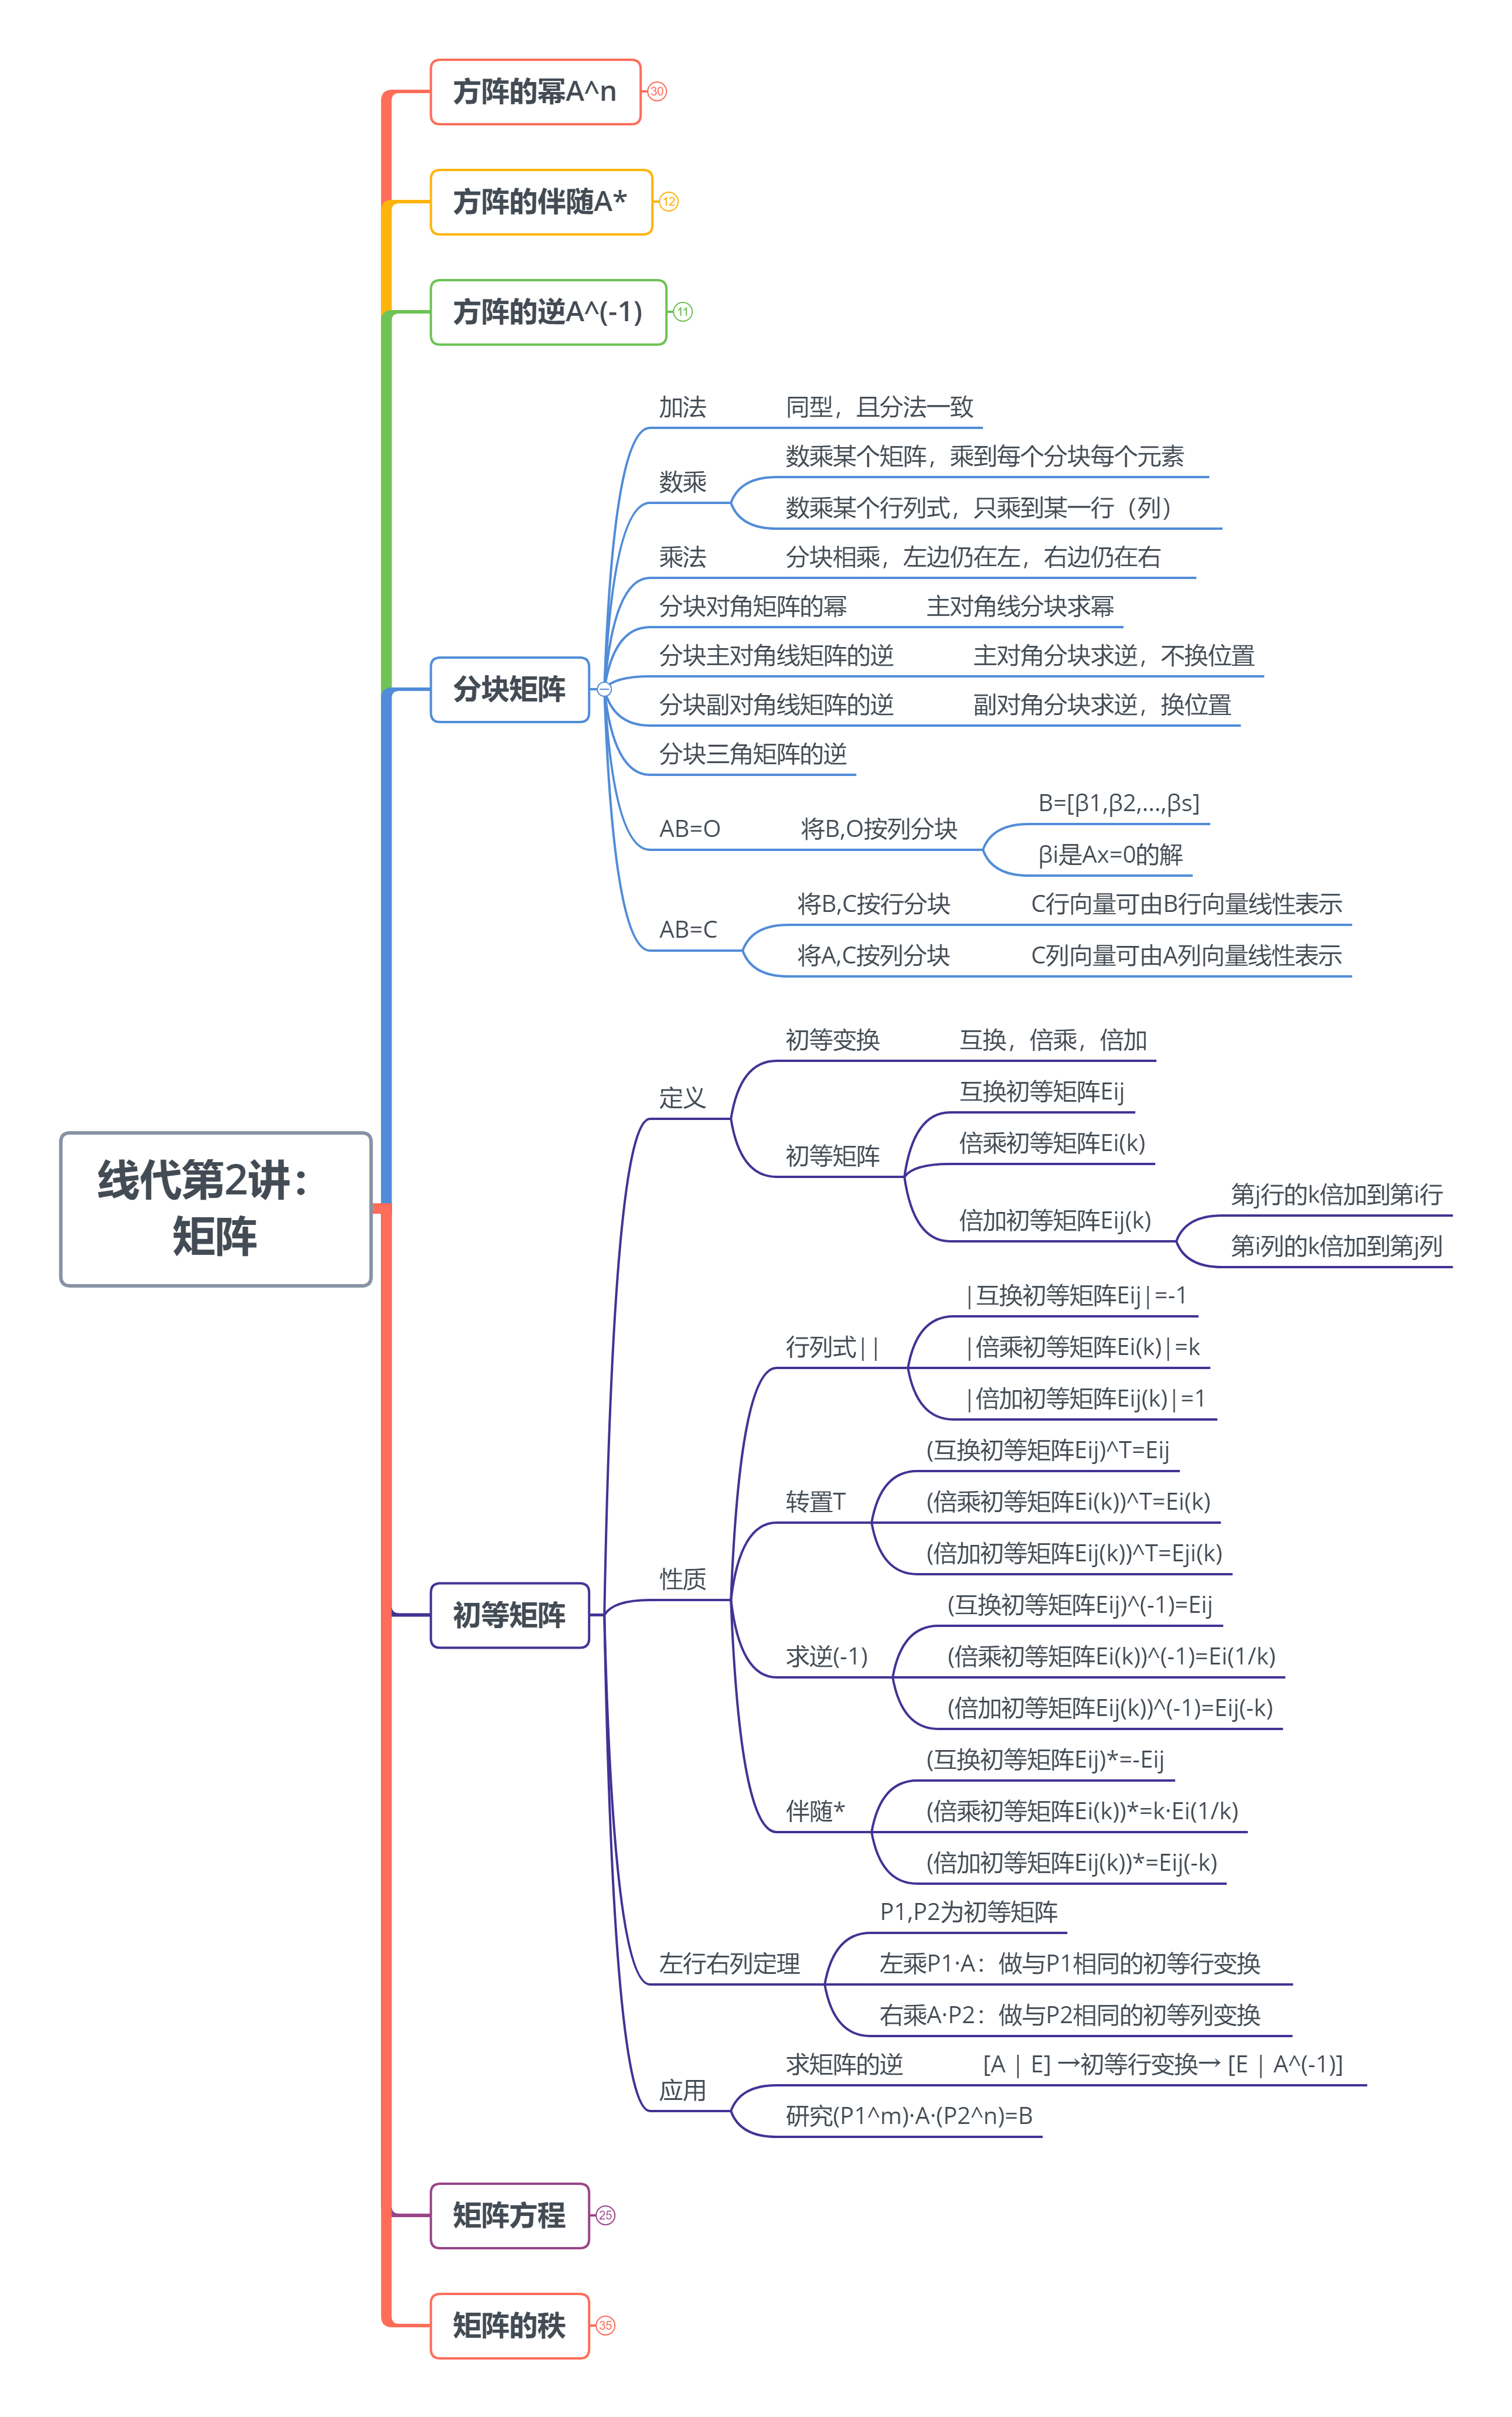 方阵的幂A^n
30
方阵的伴随A*
12
方阵的逆A^(-1)
11
加法
同型，且分法一致
数乘某个矩阵，乘到每个分块每个元素
数乘
数乘某个行列式，只乘到某一行（列）
乘法
分块相乘，左边仍在左，右边仍在右
分块对角矩阵的幂
主对角线分块求幂
分块主对角线矩阵的逆
主对角分块求逆，不换位置
分块矩阵
分块副对角线矩阵的逆
副对角分块求逆，换位置
分块三角矩阵的逆
B=[β1,β2,...,βs]
AB=O
将B,O按列分块
βi是Ax=0的解
将B,C按行分块
C行向量可由B行向量线性表示
AB=C
将A,C按列分块
C列向量可由A列向量线性表示
线代第2讲：
矩阵
初等变换
互换，倍乘，倍加
定义
互换初等矩阵Eij
倍乘初等矩阵Ei(k)
初等矩阵
第j行的k倍加到第i行
倍加初等矩阵Eij(k)
第i列的k倍加到第j列
|互换初等矩阵Eij|=-1
行列式||
|倍乘初等矩阵Ei(k)|=k
|倍加初等矩阵Eij(k)|=1
(互换初等矩阵Eij)^T=Eij
转置T
(倍乘初等矩阵Ei(k))^T=Ei(k)
(倍加初等矩阵Eij(k))^T=Eji(k)
性质
初等矩阵
(互换初等矩阵Eij)^(-1)=Eij
求逆(-1)
(倍乘初等矩阵Ei(k))^(-1)=Ei(1/k)
(倍加初等矩阵Eij(k))^(-1)=Eij(-k)
(互换初等矩阵Eij)*=-Eij
伴随*
(倍乘初等矩阵Ei(k))*=k·Ei(1/k)
(倍加初等矩阵Eij(k))*=Eij(-k)
P1,P2为初等矩阵
左行右列定理
左乘P1·A：做与P1相同的初等行变换
右乘A·P2：做与P2相同的初等列变换
求矩阵的逆
[A | E] →初等行变换→ [E | A^(-1)]
应用
研究(P1^m)·A·(P2^n)=B
矩阵方程
25
矩阵的秩
35